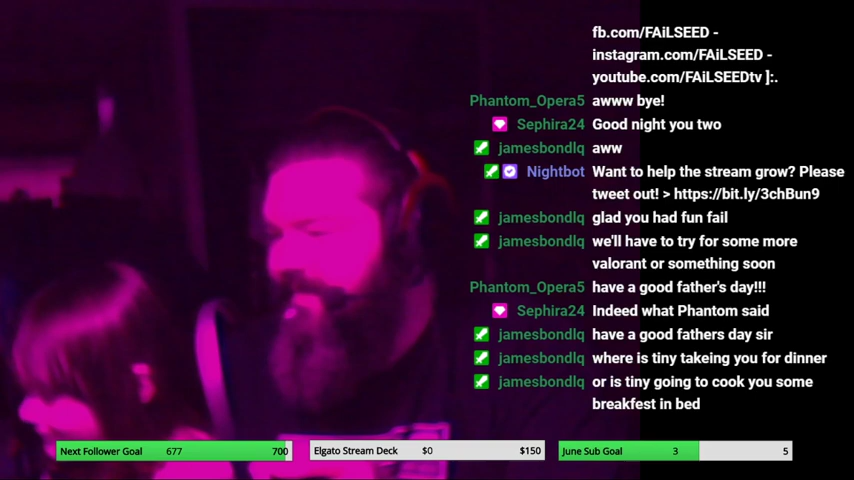 fb.com/FAiLSEED -
instagram.com/FAiLSEED -
youtube.com/FAiLSEEDtv ]:.
Phantom_Opera5 awww bye!
Sephira24 Good night you two
jamesbondlq aww
Nightbot Want to help the stream grow? Please
tweet out! > https://bit.ly/3chBun9
jamesbondlq glad you had fun fail
jamesbondlq we'll have to try for some more
valorant or something soon
Phantom_Opera5 have a good father's day!!!
Sephira24 Indeed what Phantom said
jamesbondlq have a good fathers day sir
jamesbondlq where is tiny takeing you for dinner
jamesbondlq or is tiny going to cook you some
breakfest in bed
Next Follower Goal 677 700 Elgato Stream Deck $0 $150 June Sub Goal 3 5